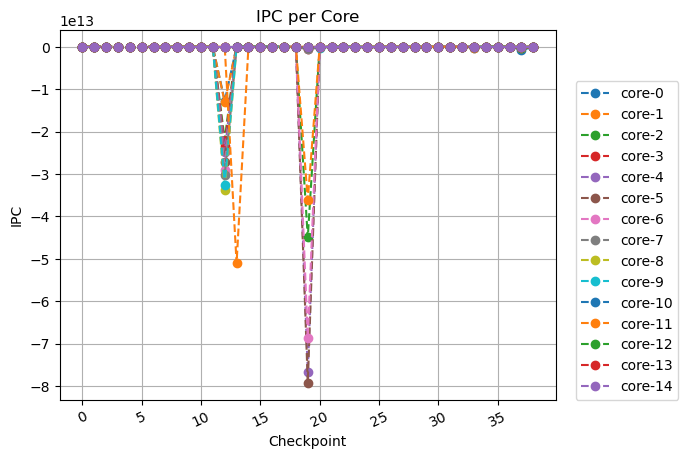 IPC per Core
1e13
0
−1
−2
−3
−4
−5
−6
−7
−8
IPC
0
5
10
15
20
25
30
35
Checkpoint
core-0
core-1
core-2
core-3
core-4
core-5
core-6
core-7
core-8
core-9
core-10
core-11
core-12
core-13
core-14